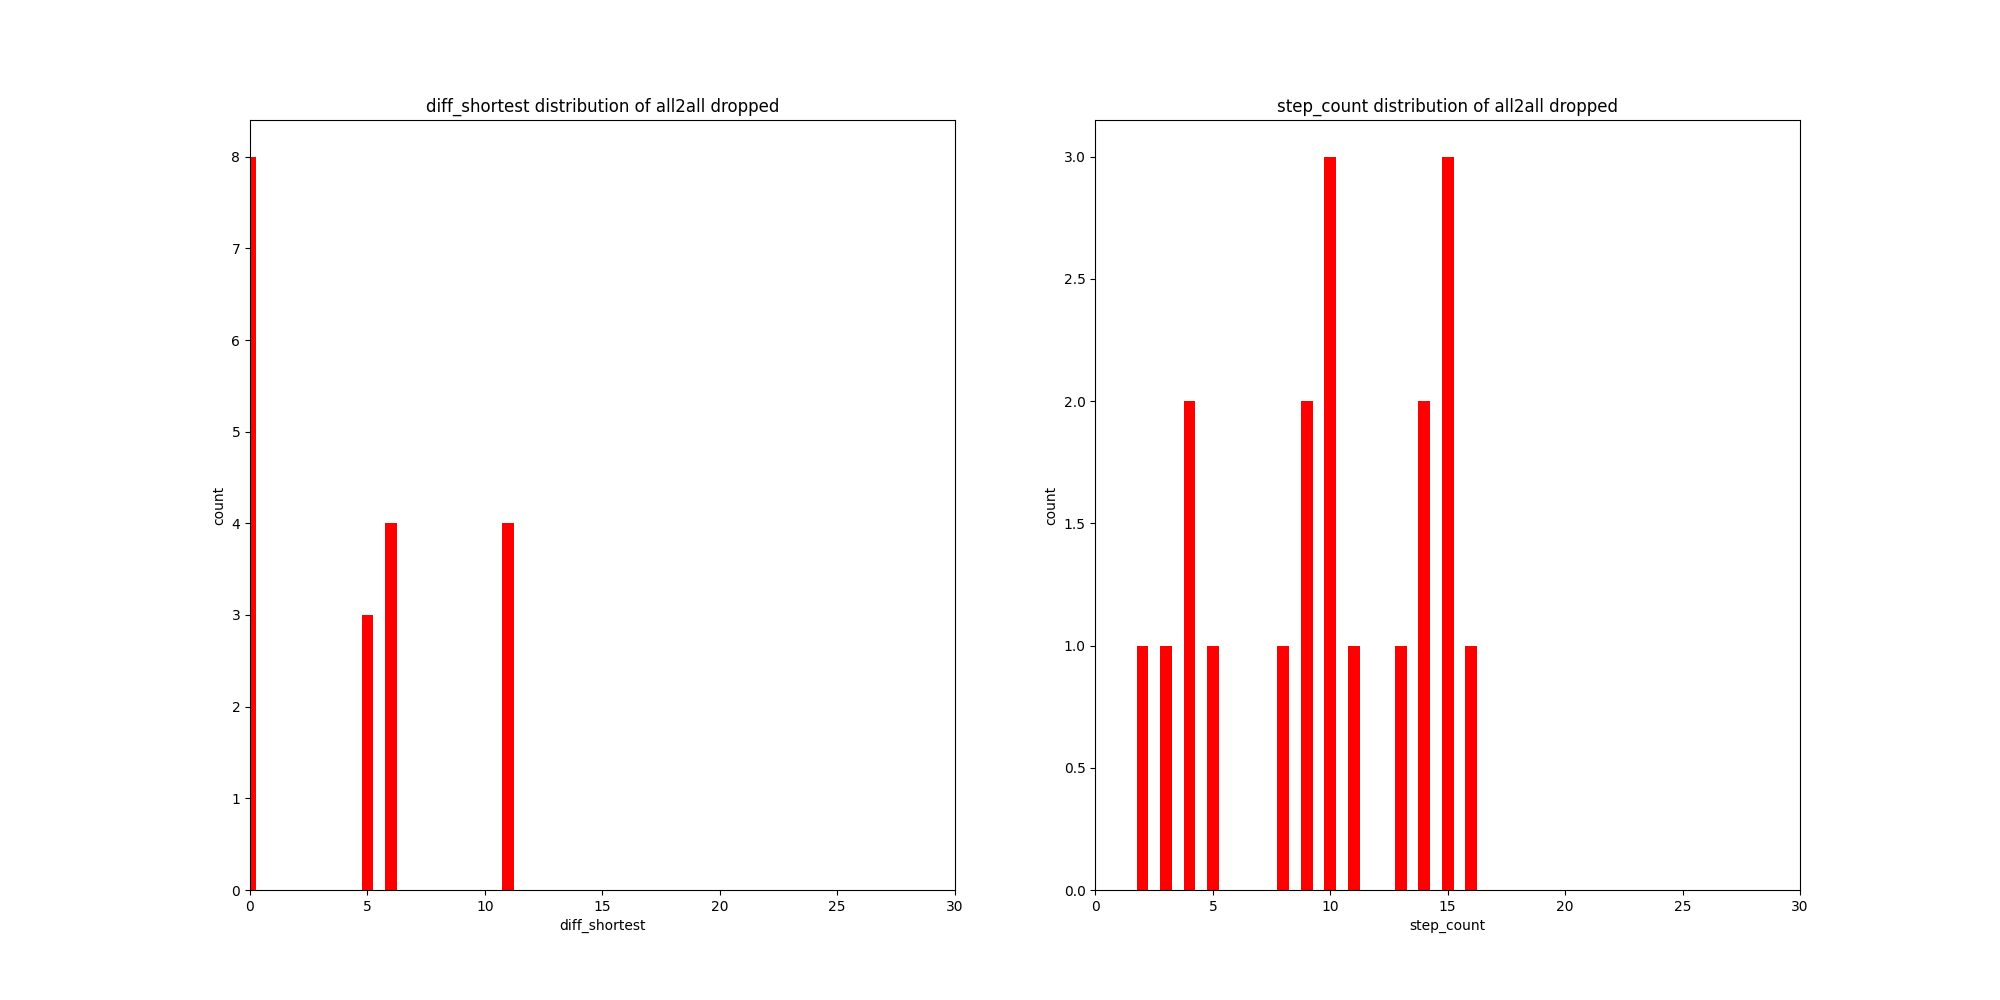 diff_shortest distribution of all2all dropped
8
7
6
5
4
3
2
1
0
count
0 5 10 15 20 25 30
diff_shortest
step_count distribution of all2all dropped
3.0
2.5
2.0
1.5
1.0
0.5
0.0
count
0 5 10 15 20 25 30
step_count